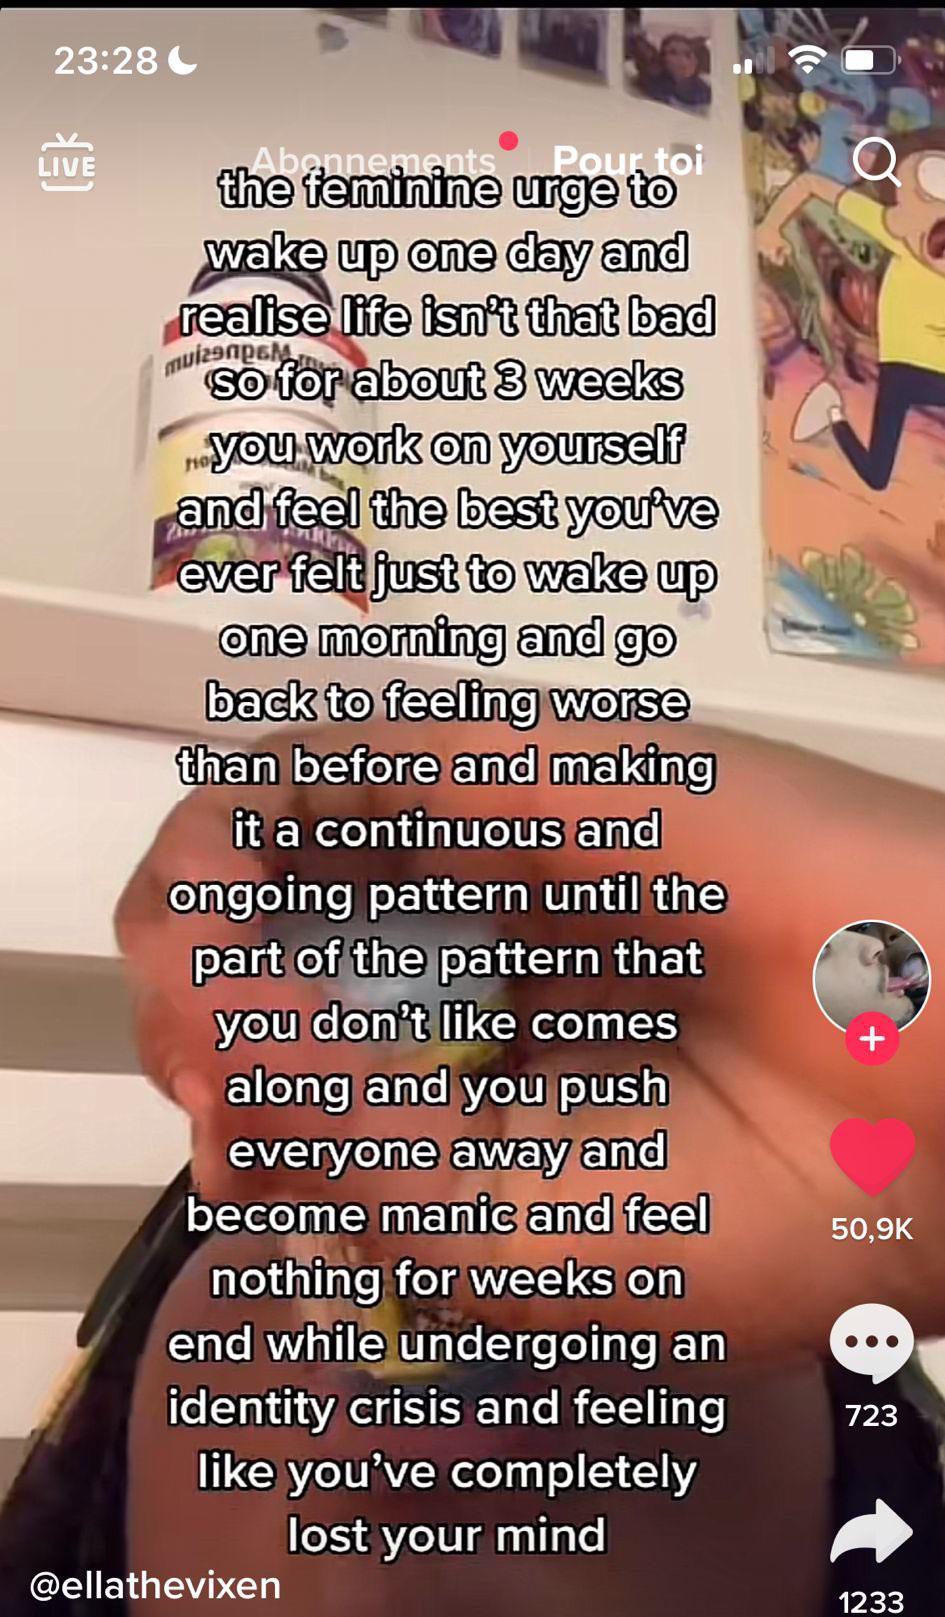 23:28
LIVE
Abonnements
Pour toi
the feminine urge to
wake up one day and
realise life isn't that bad
so for about 3 weeks
you work on yourself
and feel the best you've
ever felt just to wake up
one morning and go
back to feeling worse
than before and making
it a continuous and
ongoing pattern until the
part of the pattern that
you don't like comes
along and you push
everyone away and
become manic and feel
nothing for weeks on
end while undergoing an
identity crisis and feeling
like you've completely
lost your mind
Magnesium
50,9K
723
1233
@ellathevixen